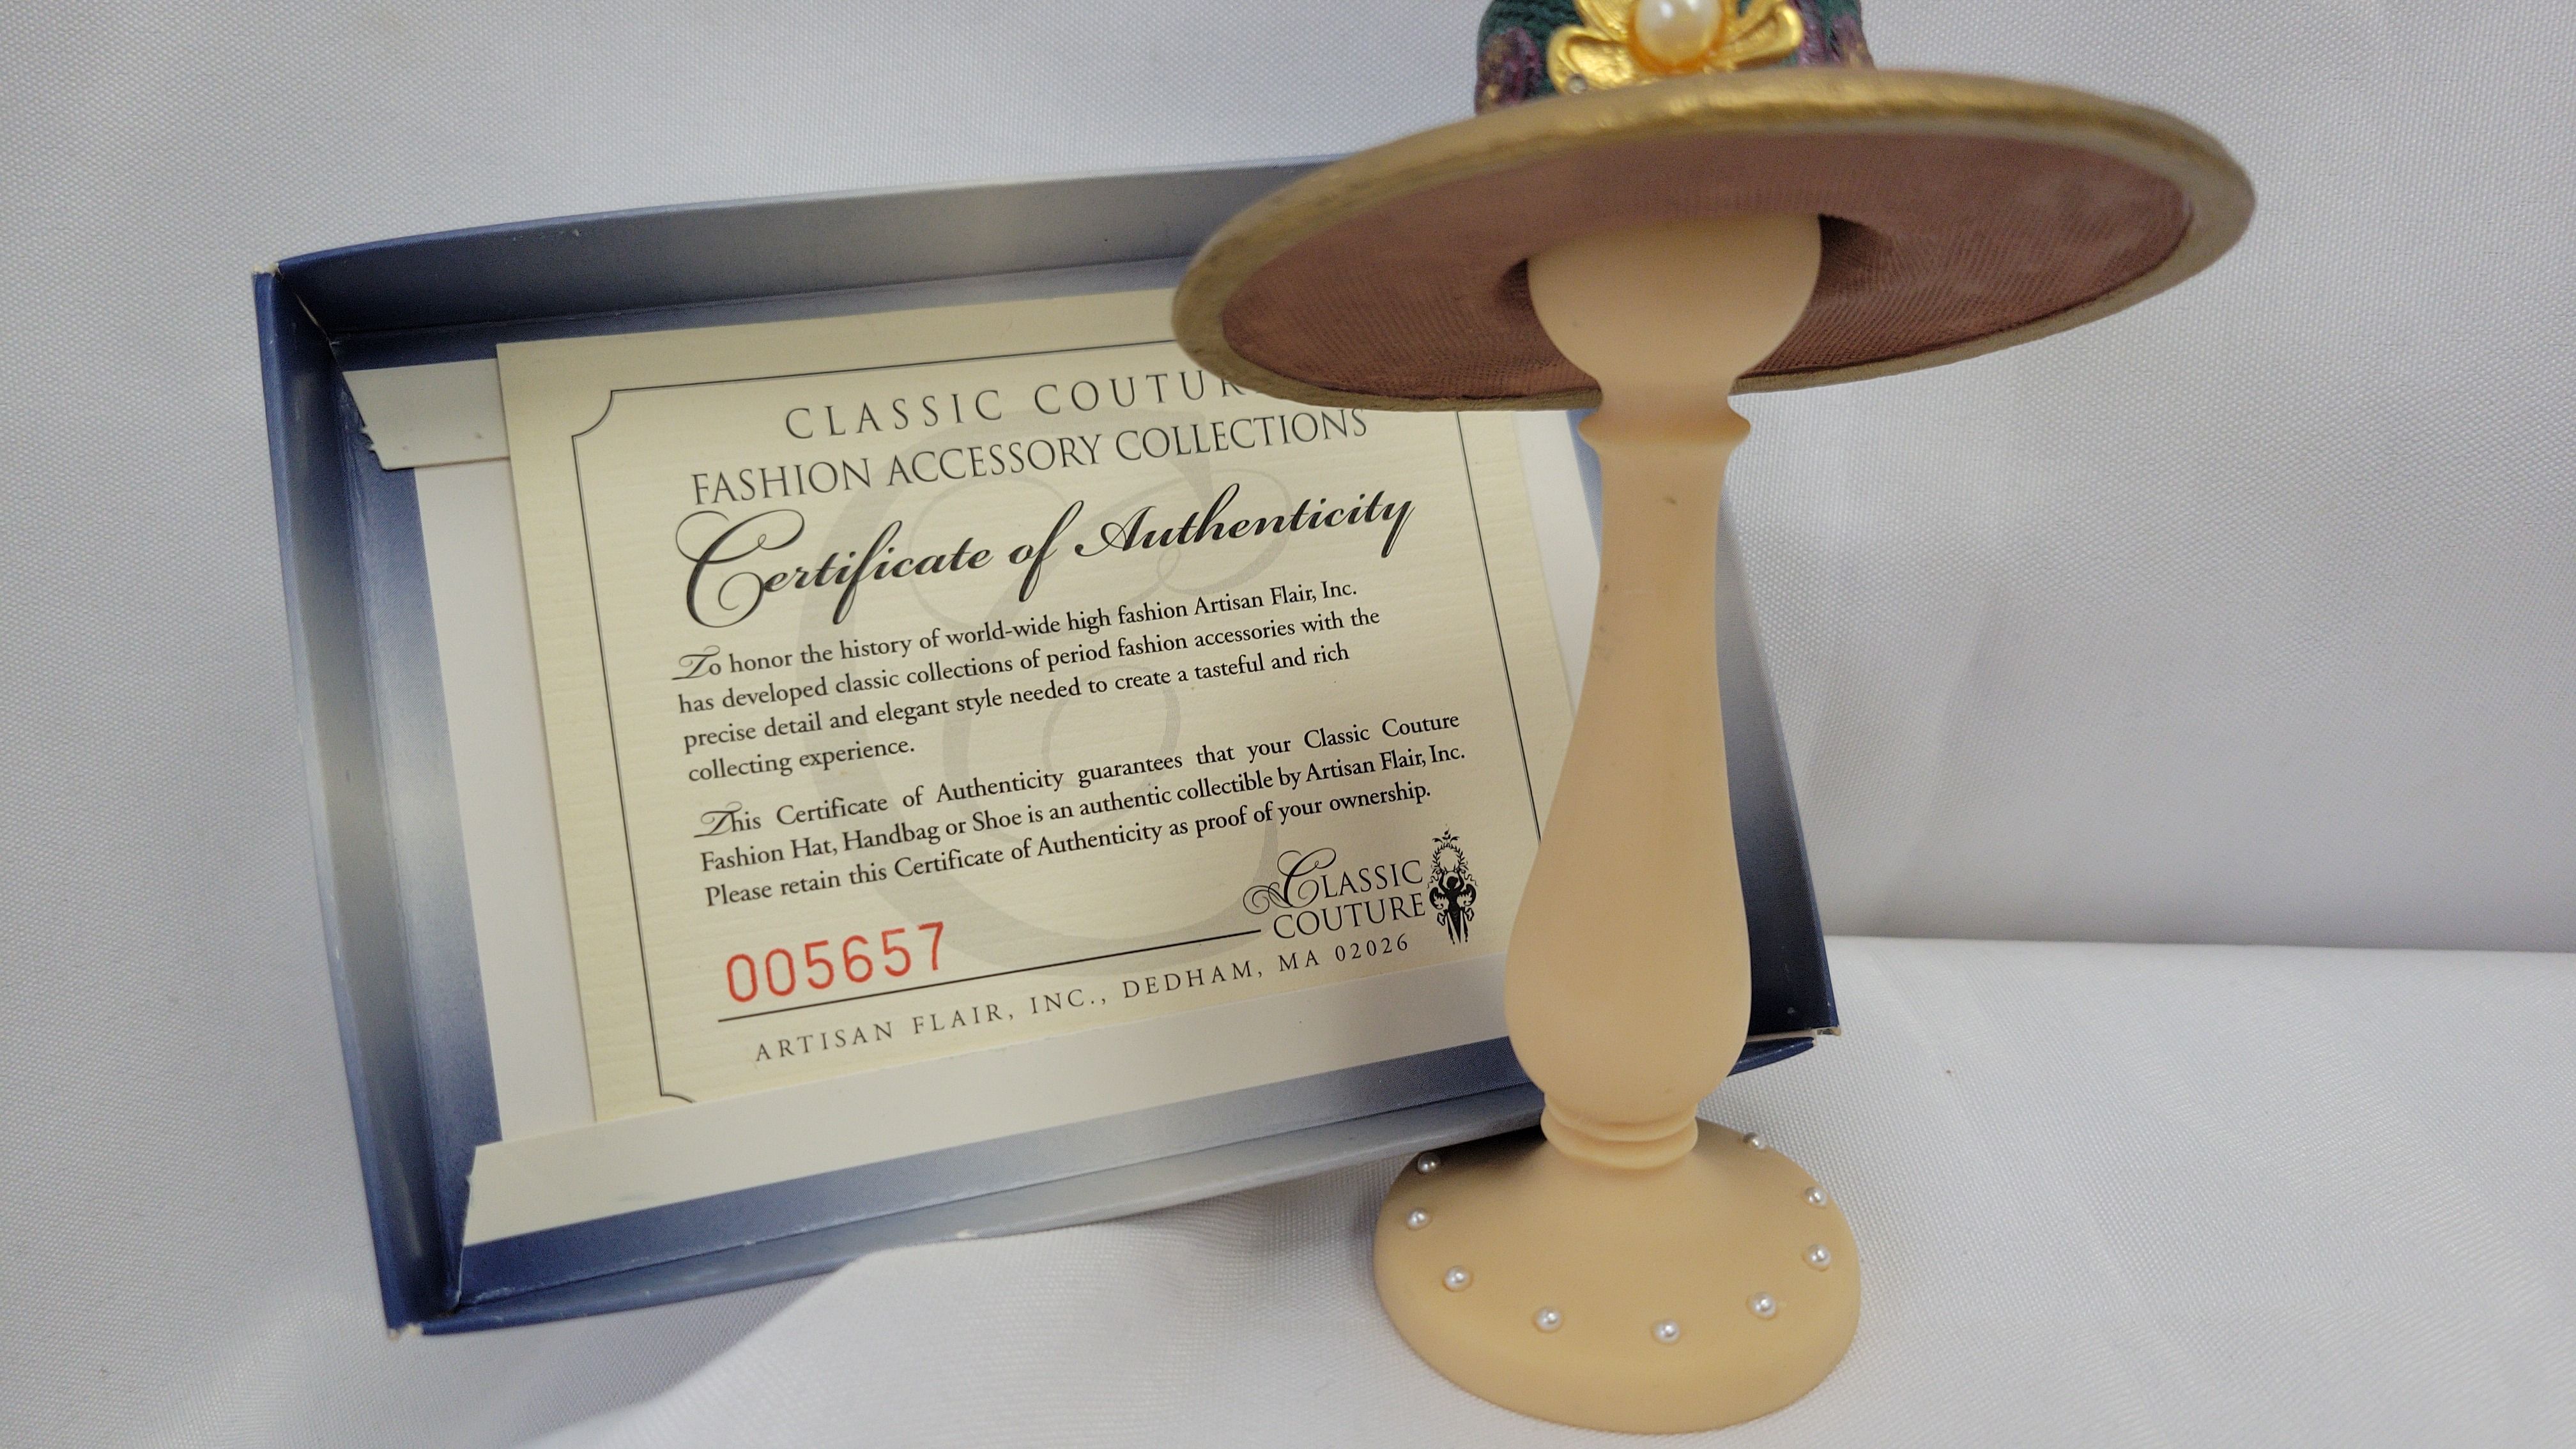 CLASSIC COUTUR
FASHION ACCESSORY COLLECTIONS
Certificate of Authenticity
To honor the history of world-wide high fashion Artisan Flair, Inc.
has developed classic collections of period fashion accessories with the
precise detail and elegant style needed to create a tasteful and rich
collecting experience.
This Certificate of Authenticity guarantees that your Classic Couture
Fashion Hat, Handbag or Shoe is an authentic collectible by Artisan Flair, Inc.
Please retain this Certificate of Authenticity as proof of your ownership.
CLASSIC
COUTURE
005657
ARTISAN FLAIR, INC., DEDHAM, MA 02026